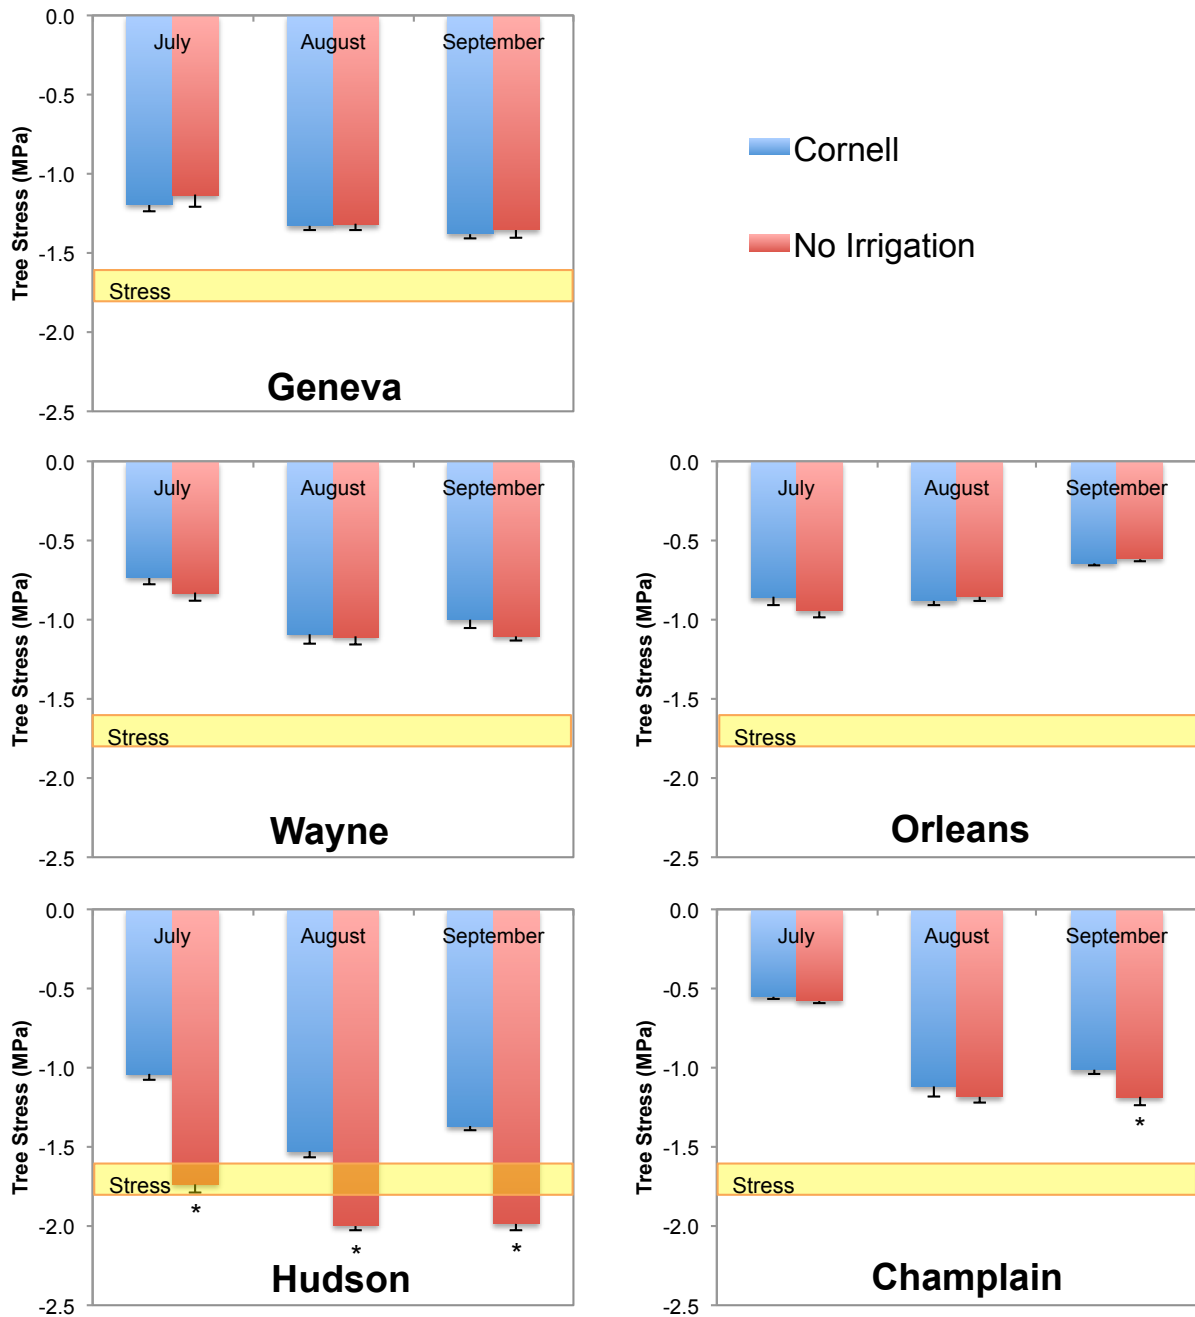 0.0
July
August
September
-0.5
-1.0
-1.5
-2.0
-2.5
Tree Stress (MPa)
Stress
Geneva
Cornell
No Irrigation
0.0
July
August
September
-0.5
-1.0
-1.5
-2.0
-2.5
Tree Stress (MPa)
Stress
Wayne
0.0
July
August
September
-0.5
-1.0
-1.5
-2.0
-2.5
Tree Stress (MPa)
Stress
Orleans
0.0
July
August
September
-0.5
-1.0
-1.5
-2.0
-2.5
Tree Stress (MPa)
Stress
*
*
*
Hudson
0.0
July
August
September
-0.5
-1.0
-1.5
-2.0
-2.5
Tree Stress (MPa)
*
Stress
Champlain